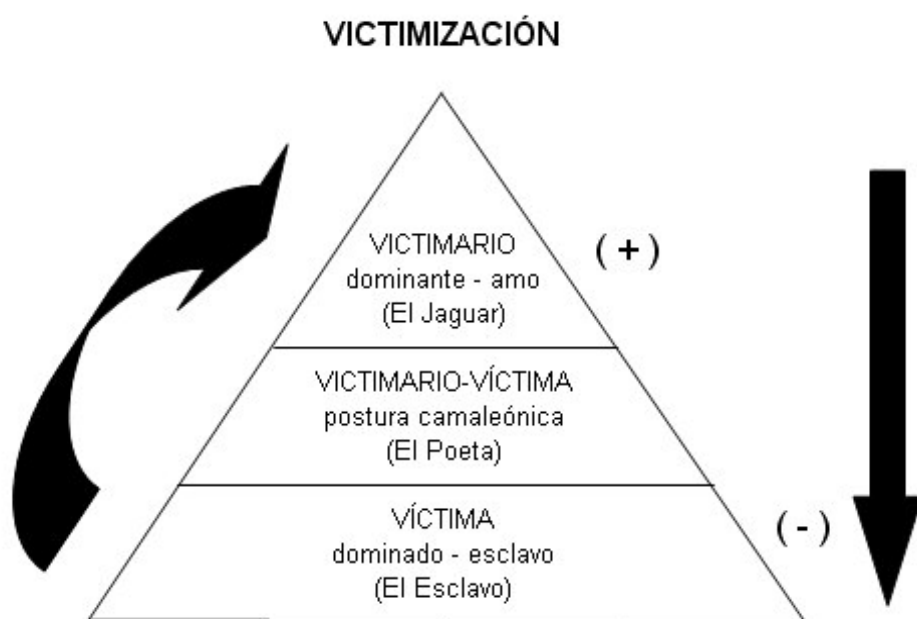 VICTIMIZACIÓN
VICTIMARIO
dominante - amo
(El Jaguar)
( + )
VICTIMARIO-VÍCTIMA
postura camaleónica
(El Poeta)
VÍCTIMA
dominado - esclavo
(El Esclavo)
( - )